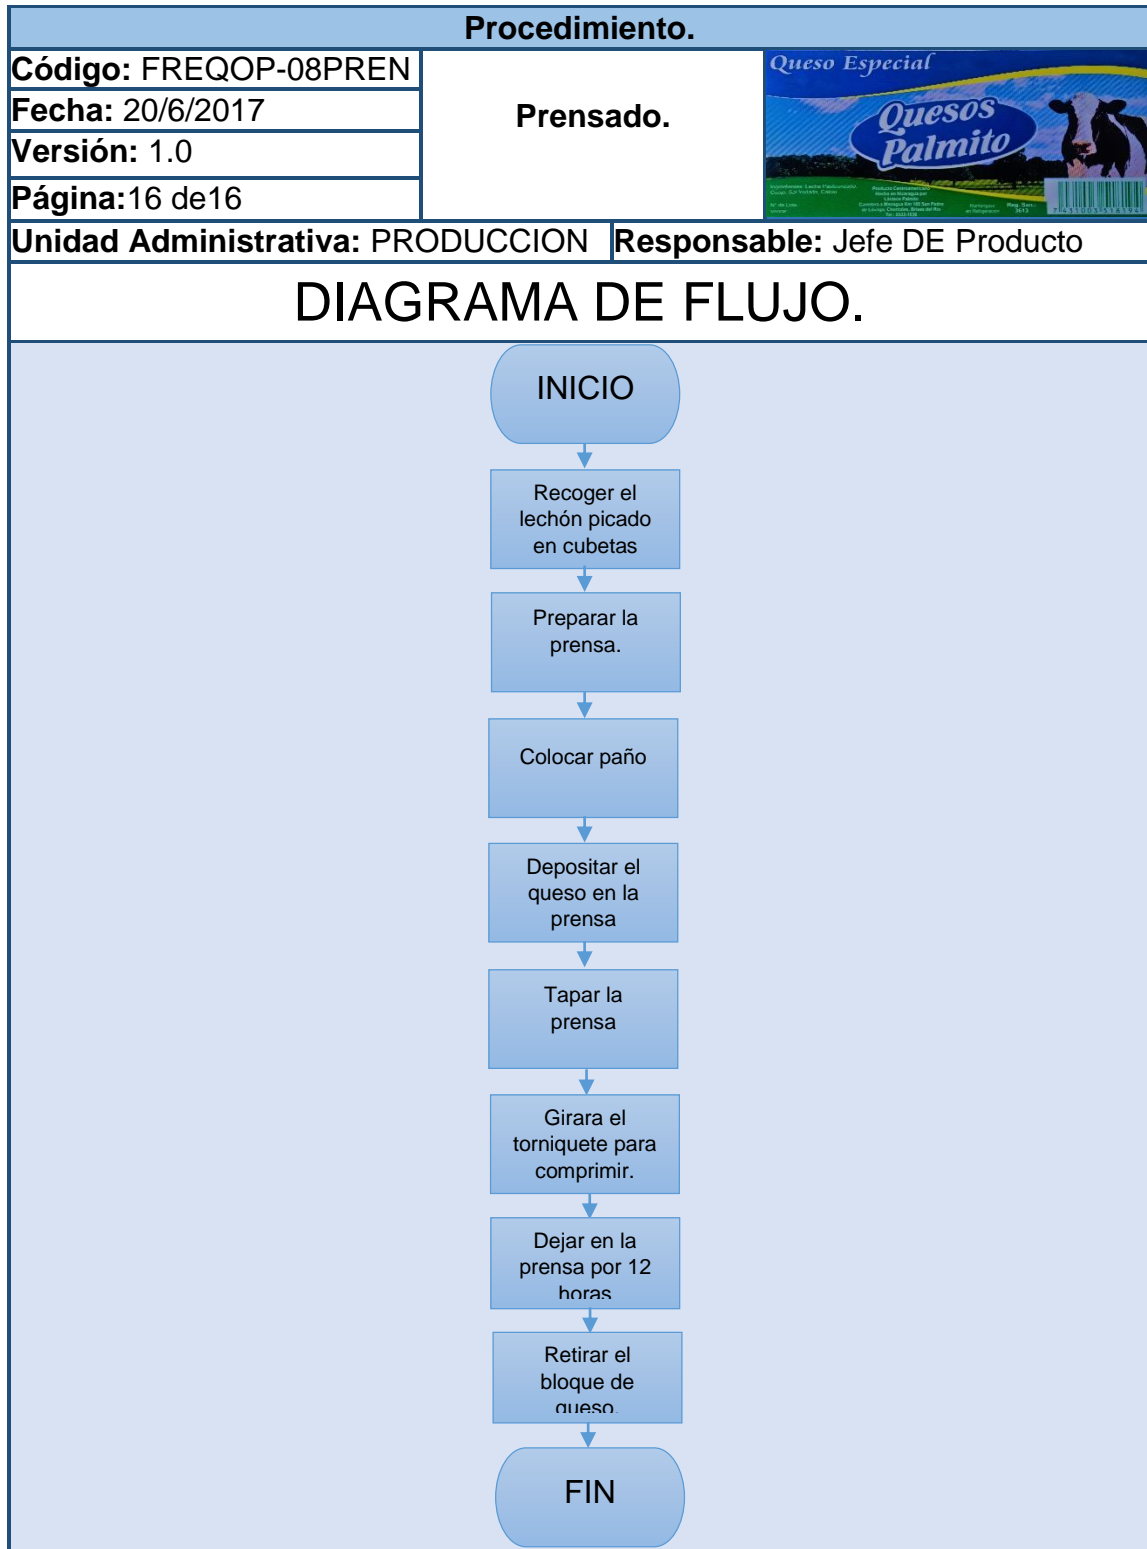 Procedimiento.
Código: FREQOP-08PREN
Fecha: 20/6/2017
Versión: 1.0
Página:16 de16
Prensado.
Queso Especial
Quesos
Palmito
Unidad Administrativa: PRODUCCION
Responsable: Jefe DE Producto
DIAGRAMA DE FLUJO.
INICIO
Recoger el
lechón picado
en cubetas
Preparar la
prensa.
Colocar paño
Depositar el
queso en la
prensa
Tapar la
prensa
Girara el
torniquete para
comprimir.
Dejar en la
prensa por 12
horas
Retirar el
bloque de
queso.
FIN